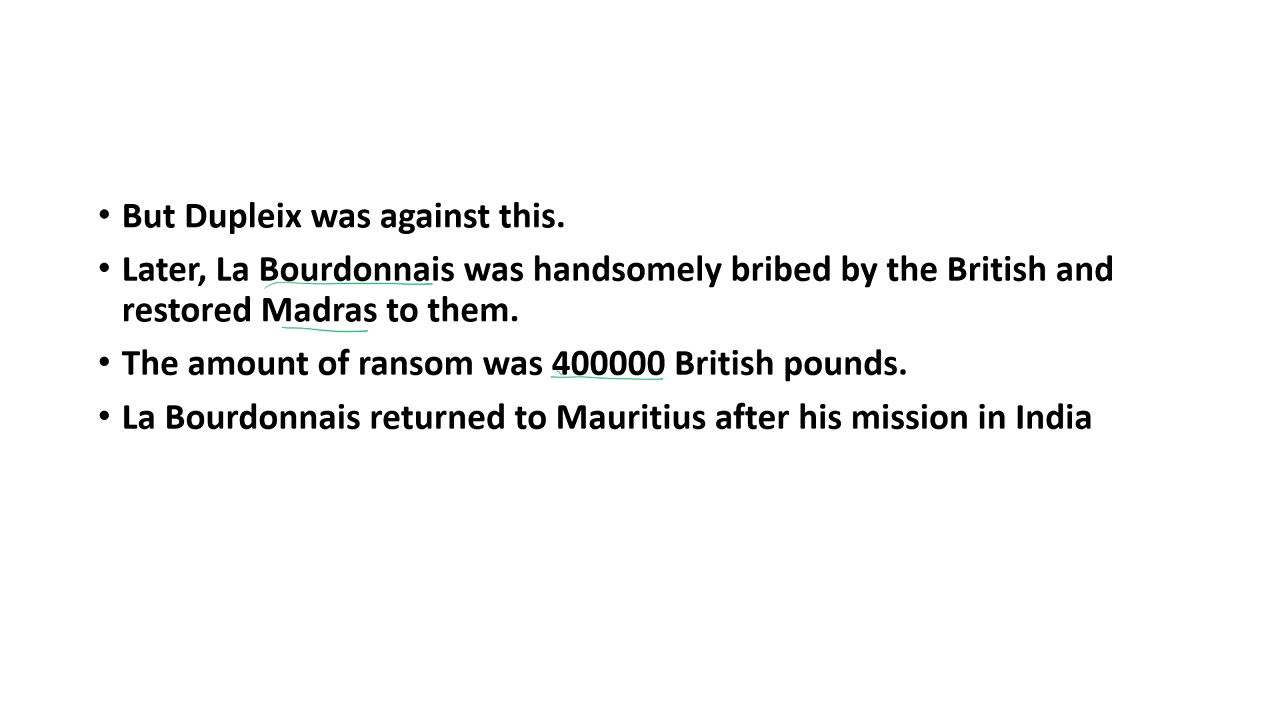 • But Dupleix was against this.
• Later, La Bourdonnais was handsomely bribed by the British and
restored Madras to them.
• The amount of ransom was 400000 British pounds.
• La Bourdonnais returned to Mauritius after his mission in India